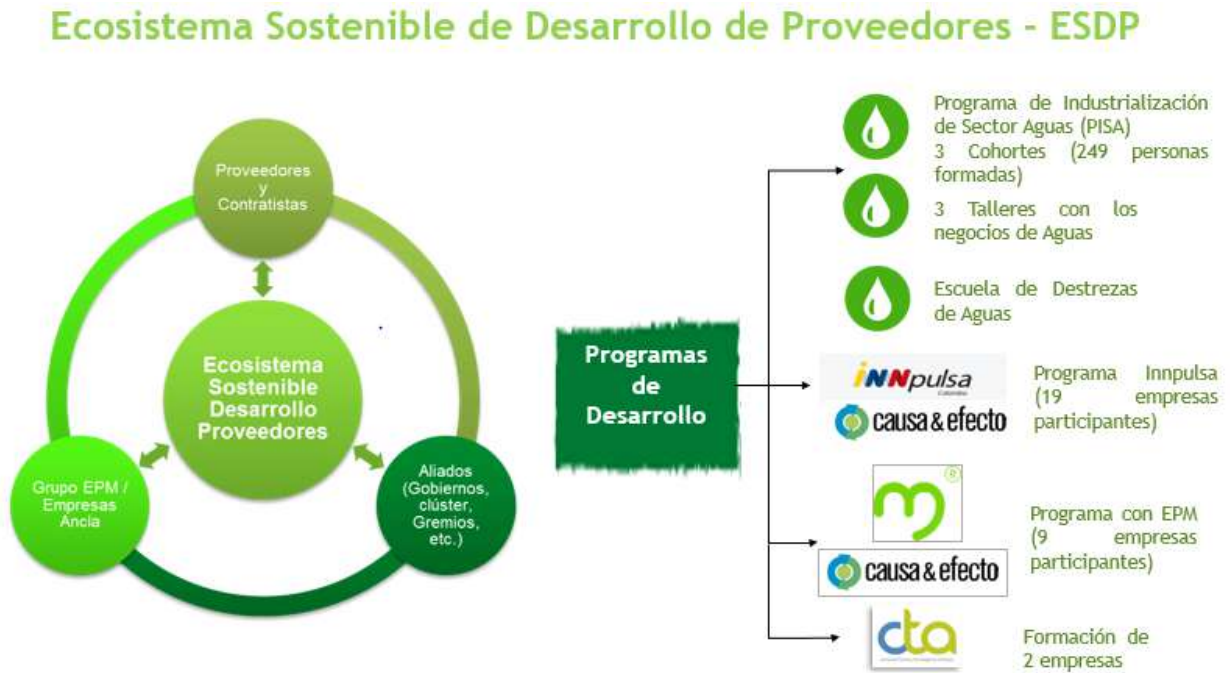 Ecosistema Sostenible de Desarrollo de Proveedores - ESDP
Proveedores
y
Contratistas
Ecosistema
Sostenible
Desarrollo
Proveedores
Grupo EPM /
Empresas
Ancla
Aliados
(Gobiernos,
clúster,
Gremios,
etc.)
Programas
de
Desarrollo
Programa de Industrialización
de Sector Aguas (PISA)
3 Cohortes (249 personas
formadas)
3 Talleres con los
negocios de Aguas
Escuela de Destrezas
de Aguas
iNNpulsa
Colombia
causa & efecto
Programa Innpulsa
(19 empresas
participantes)
m®
causa & efecto
Programa con EPM
(9 empresas
participantes)
cta
Formación de
2 empresas